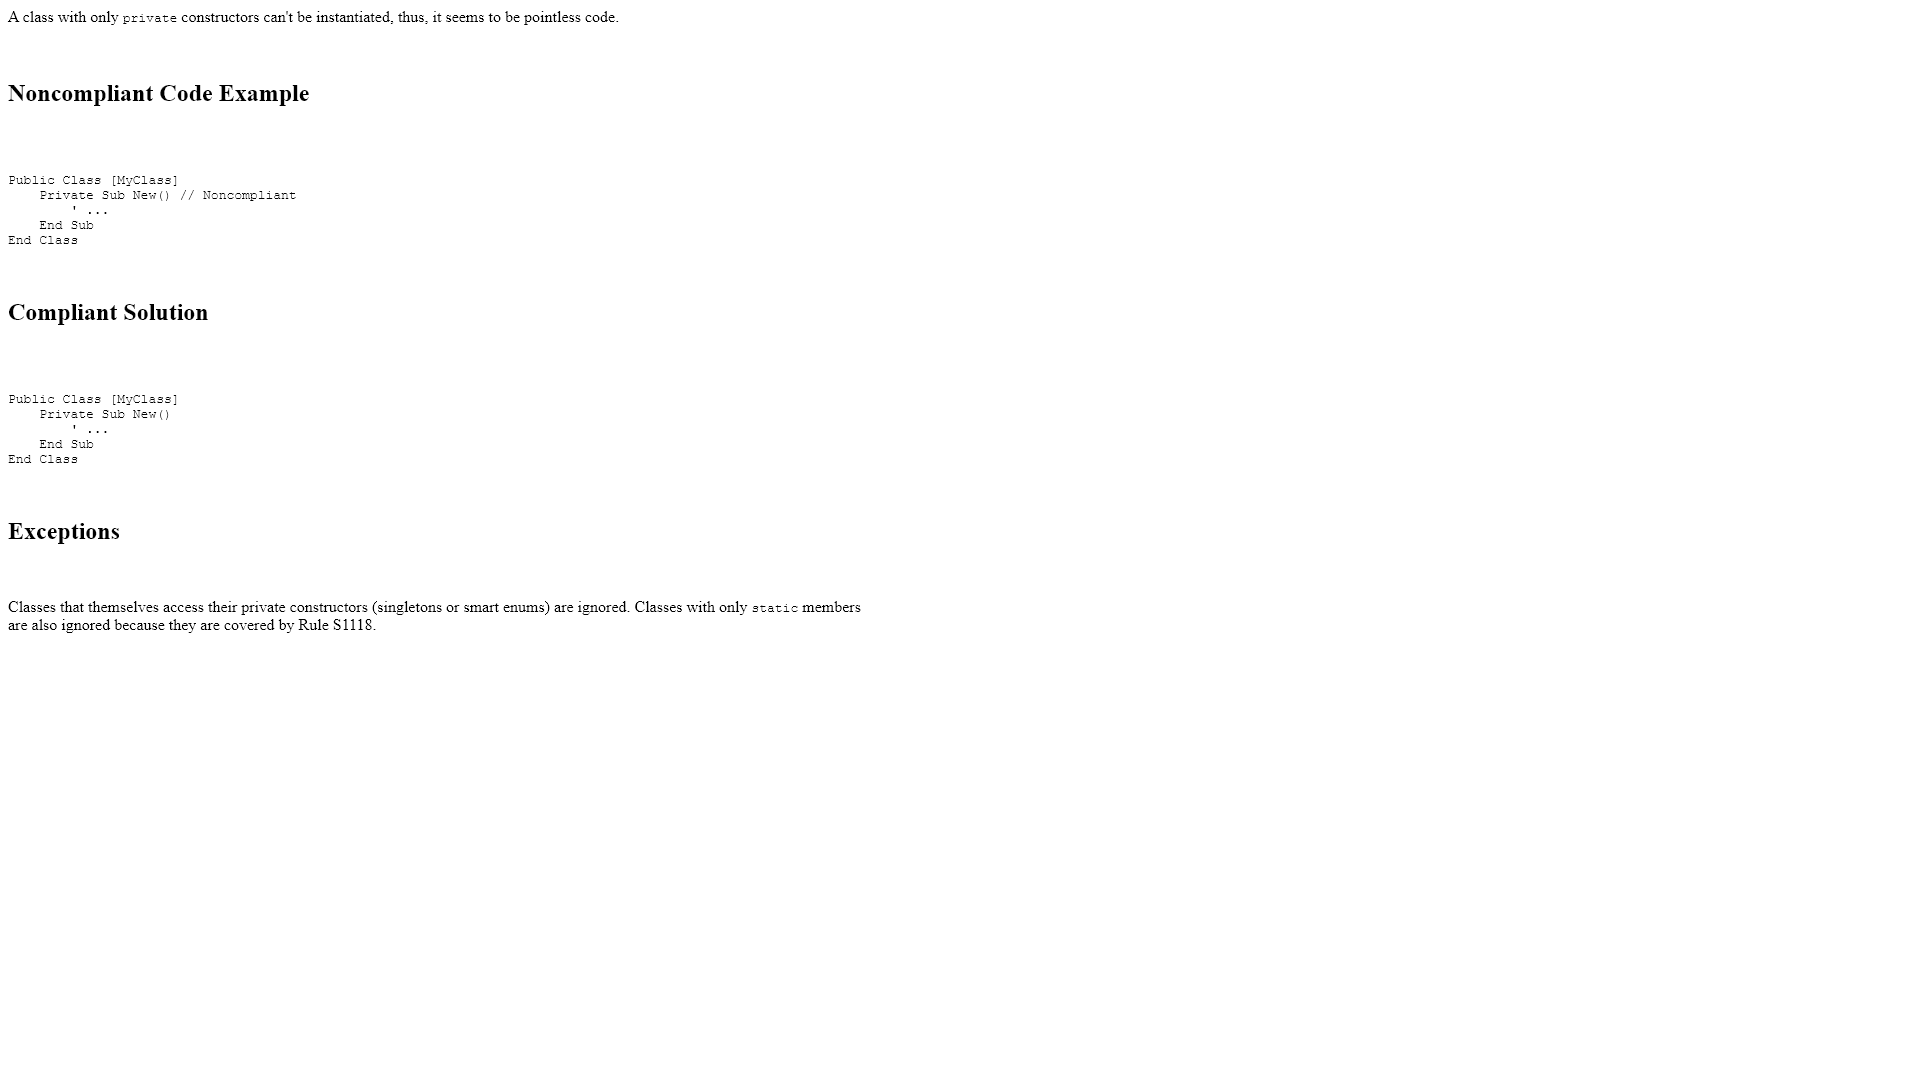 A class with only private constructors can't be instantiated, thus, it seems to be pointless code.
Noncompliant Code Example
Public Class [MyClass]
    Private Sub New() // Noncompliant
        ' ...
    End Sub
End Class
Compliant Solution
Public Class [MyClass]
    Private Sub New()
        ' ...
    End Sub
End Class
Exceptions
Classes that themselves access their private constructors (singletons or smart enums) are ignored. Classes with only static members
are also ignored because they are covered by Rule S1118.